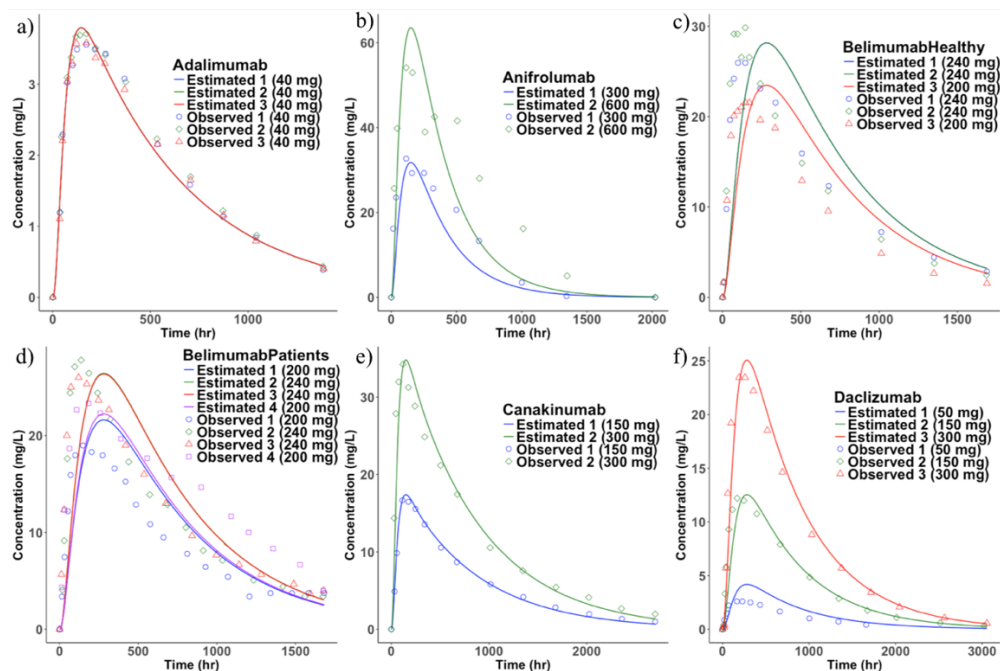 a)
Adalimumab
Estimated 1 (40 mg)
Estimated 2 (40 mg)
Estimated 3 (40 mg)
Observed 1 (40 mg)
Observed 2 (40 mg)
Observed 3 (40 mg)
Concentration (mg/L)
0
1
2
3
0
500
1000
Time (hr)
b)
Anifrolumab
Estimated 1 (300 mg)
Estimated 2 (600 mg)
Observed 1 (300 mg)
Observed 2 (600 mg)
Concentration (mg/L)
0
20
40
60
0
500
1000
1500
2000
Time (hr)
c)
BelimumabHealthy
Estimated 1 (240 mg)
Estimated 2 (240 mg)
Estimated 3 (200 mg)
Observed 1 (240 mg)
Observed 2 (240 mg)
Observed 3 (200 mg)
Concentration (mg/L)
0
10
20
30
0
500
1000
1500
Time (hr)
d)
BelimumabPatients
Estimated 1 (200 mg)
Estimated 2 (240 mg)
Estimated 3 (240 mg)
Estimated 4 (200 mg)
Observed 1 (200 mg)
Observed 2 (240 mg)
Observed 3 (240 mg)
Observed 4 (200 mg)
Concentration (mg/L)
0
10
20
0
500
1000
1500
Time (hr)
e)
Canakinumab
Estimated 1 (150 mg)
Estimated 2 (300 mg)
Observed 1 (150 mg)
Observed 2 (300 mg)
Concentration (mg/L)
0
10
20
30
0
1000
2000
Time (hr)
f)
Daclizumab
Estimated 1 (50 mg)
Estimated 2 (150 mg)
Estimated 3 (300 mg)
Observed 1 (50 mg)
Observed 2 (150 mg)
Observed 3 (300 mg)
Concentration (mg/L)
0
5
10
15
20
25
0
1000
2000
3000
Time (hr)